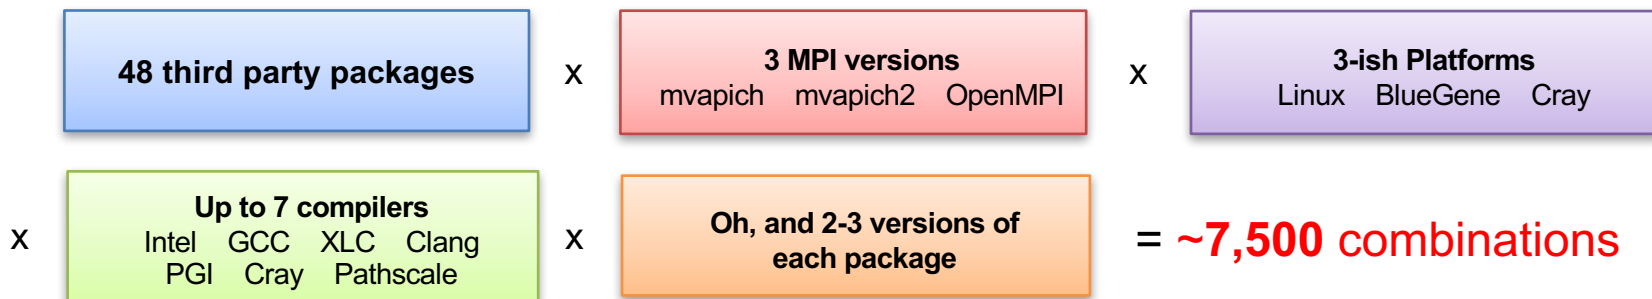 48 third party packages
x
3 MPI versions
mvapich mvapich2 OpenMPI
x
3-ish Platforms
Linux BlueGene Cray
x
Up to 7 compilers
Intel GCC XLC Clang
PGI Cray Pathscale
x
Oh, and 2-3 versions of
each package
= ~7,500 combinations